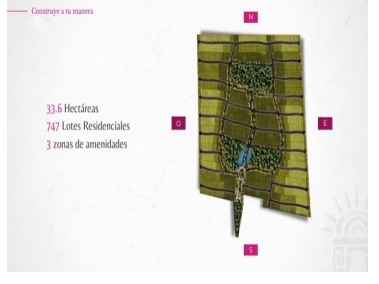 Construye a tu manera
N
33.6 Hectáreas
747 Lotes Residenciales
3 zonas de amenidades
O
E
S